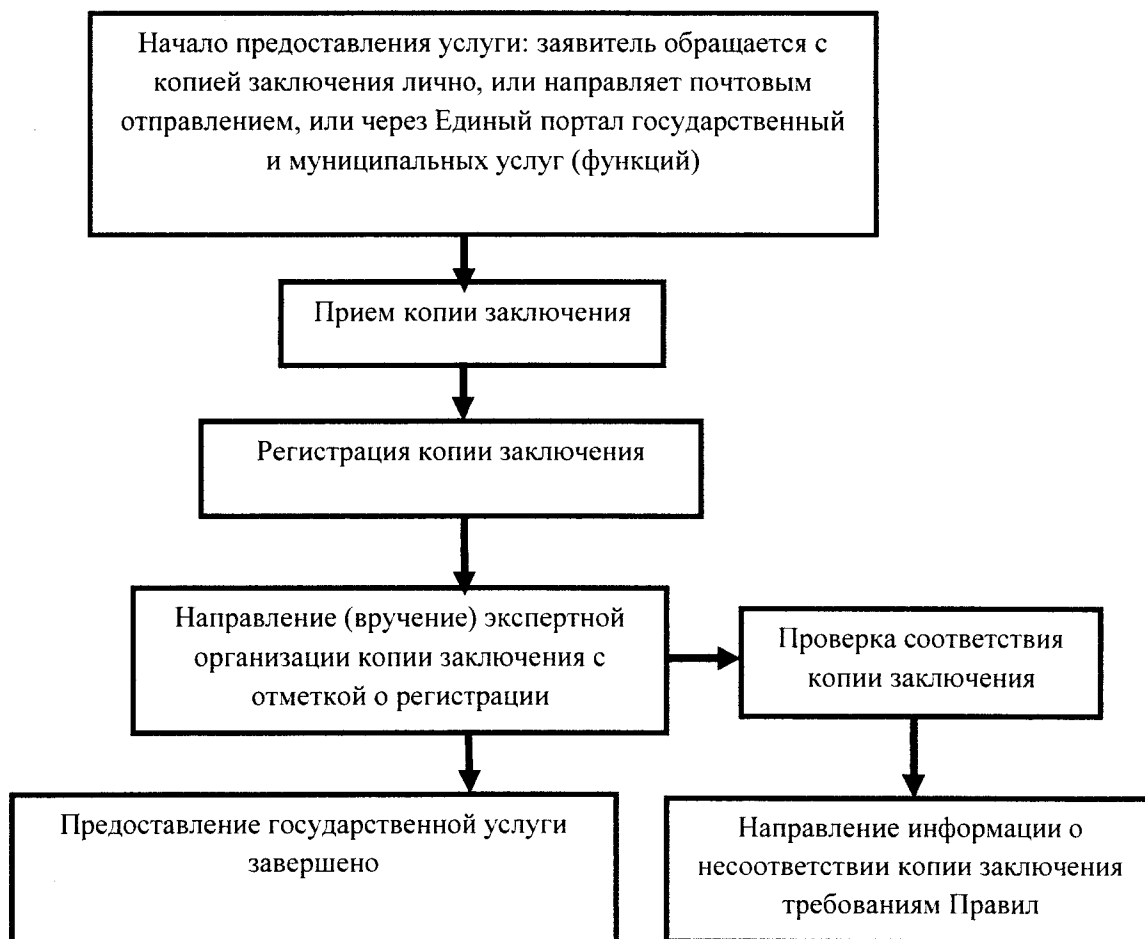 Начало предоставления услуги: заявитель обращается с
копией заключения лично, или направляет почтовым
отправлением, или через Единый портал государственный
и муниципальных услуг (функций)
Прием копии заключения
Регистрация копии заключения
Направление (вручение) экспертной
организации копии заключения с
отметкой о регистрации
Проверка соответствия
копии заключения
Предоставление государственной услуги
завершено
Направление информации о
несоответствии копии заключения
требованиям Правил